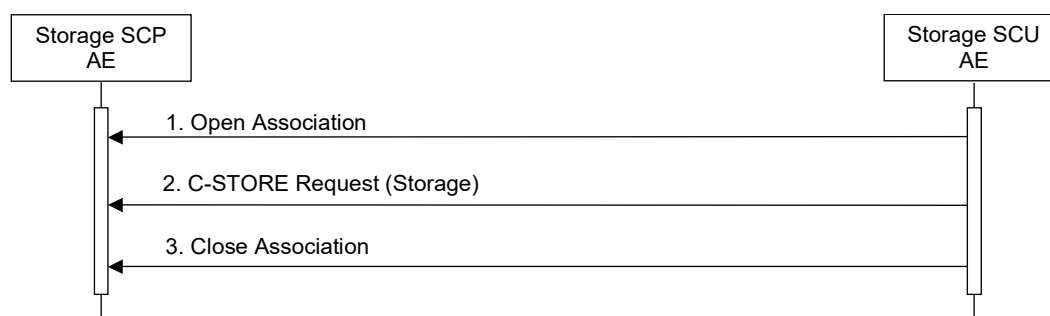 Storage SCP
AE
Storage SCU
AE
1. Open Association
2. C-STORE Request (Storage)
3. Close Association